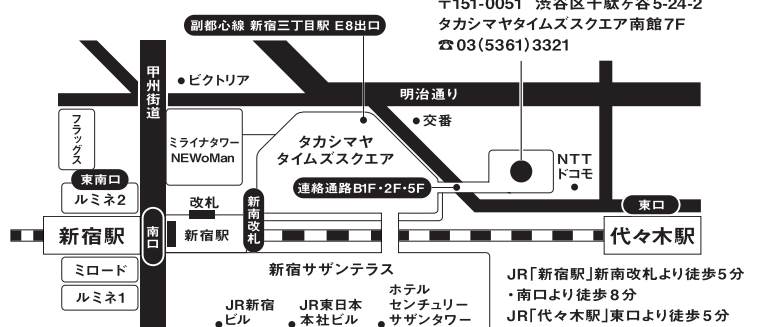 〒151-0051　渋谷区千駄ヶ谷5-24-2
タカシマヤタイムズスクエア南館7F
☎03(5361)3321
副都心線 新宿三丁目駅 E8出口
甲州街道
ビクトリア
明治通り
フラッグス
ミライナタワー
NEWoMan
タカシマヤ
タイムズスクエア
交番
NTT
ドコモ
連絡通路B1F・2F・5F
東南口
ルミネ2
改札
新南改札
東口
新宿駅
南口
新宿駅
代々木駅
ミロード
ルミネ1
新宿サザンテラス
JR新宿
ビル
JR東日本
本社ビル
ホテル
センチュリー
サザンタワー
JR「新宿駅」新南改札より徒歩5分
・南口より徒歩8分
JR「代々木駅」東口より徒歩5分